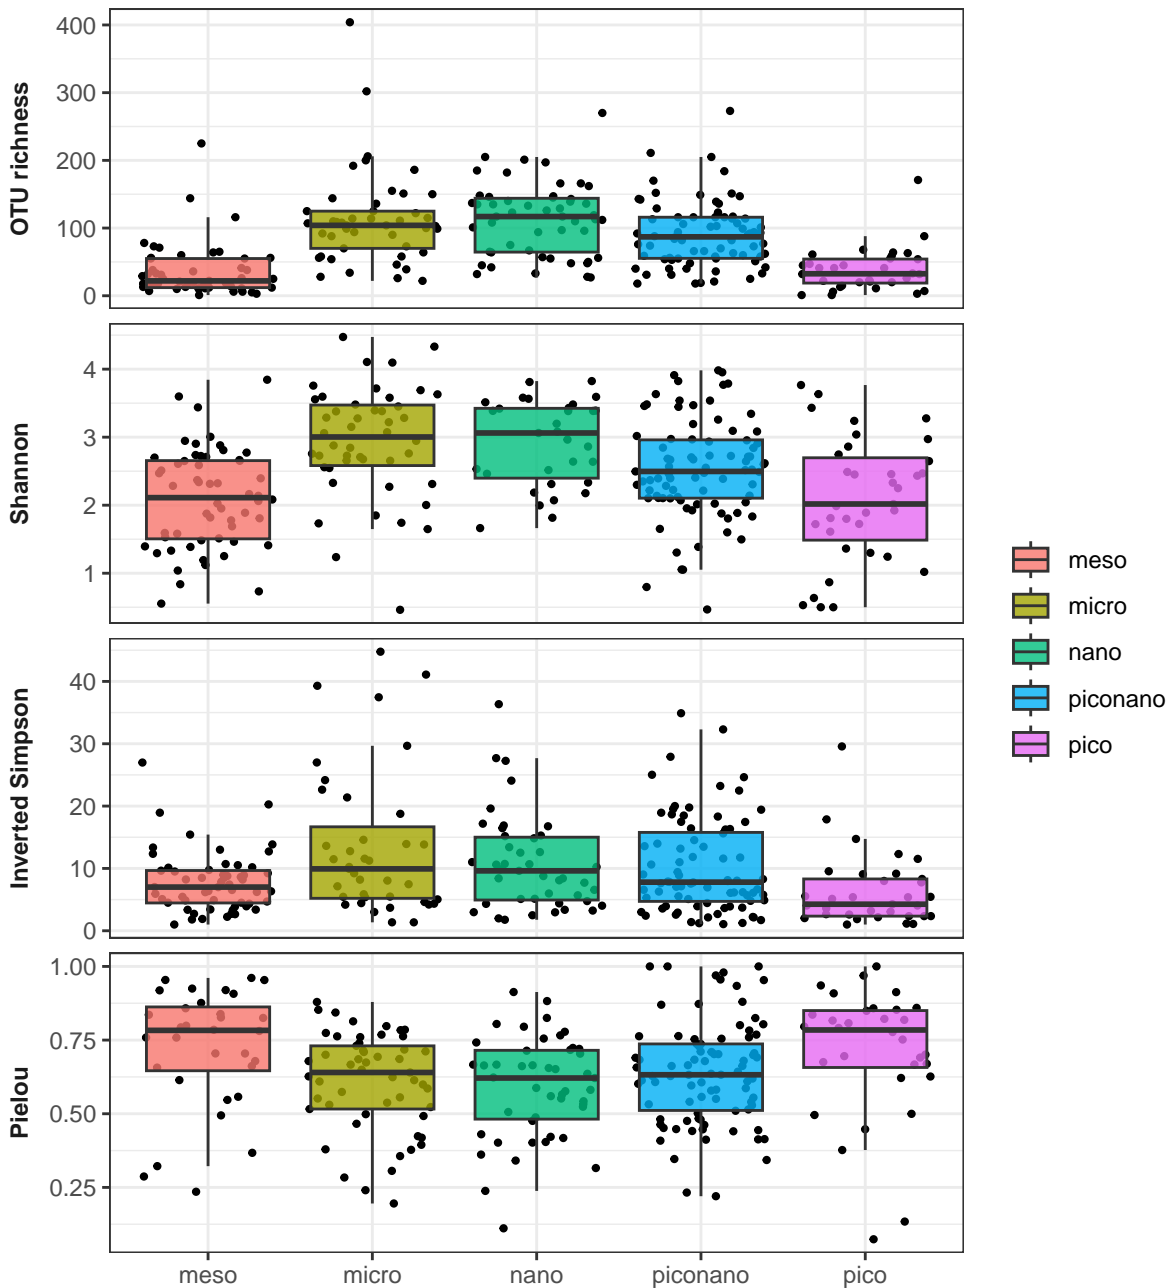 OTU richness
400
300
200
100
0
Shannon
4
3
2
1
Inverted Simpson
40
30
20
10
0
Pielou
1.00
0.75
0.50
0.25
meso
micro
nano
piconano
pico
meso
micro
nano
piconano
pico